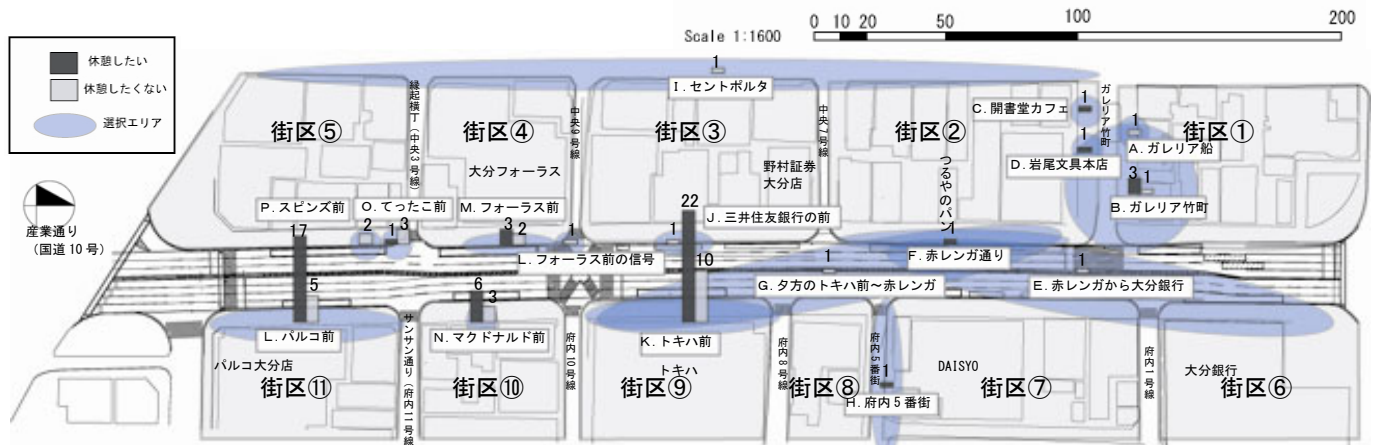 休憩したい
休憩したくない
選択エリア
産業通り
(国道10号)
Scale 1:1600
0 10 20 50 100 200
1
I.セントポルタ
街区⑤
縁起横丁(中央3号線)
街区④
大分フォーラス
中央9号線
街区③
野村証券
大分店
中央7号線
街区②
つるやのパン
C.開書堂カフェ
1
ガレリア竹町
1
D.岩尾文具本店
1
A.ガレリア船
街区①
3 1
B.ガレリア竹町
P.スピンズ前
O.てったこ前
M.フォーラス前
22
J.三井住友銀行の前
17
2
1
3
3
2
1
1
L.フォーラス前の信号
1
F.赤レンガ通り
10
1
G.夕方のトキハ前～赤レンガ
1
E.赤レンガから大分銀行
5
6
3
L.パルコ前
N.マクドナルド前
K.トキハ前
パルコ大分店
街区⑪
サンサン通り(府内11号線)
街区⑩
府内10号線
トキハ
街区⑨
府内8号線
街区⑧
府内5番街
1
H.府内5番街
DAISYO
街区⑦
府内1号線
大分銀行
街区⑥